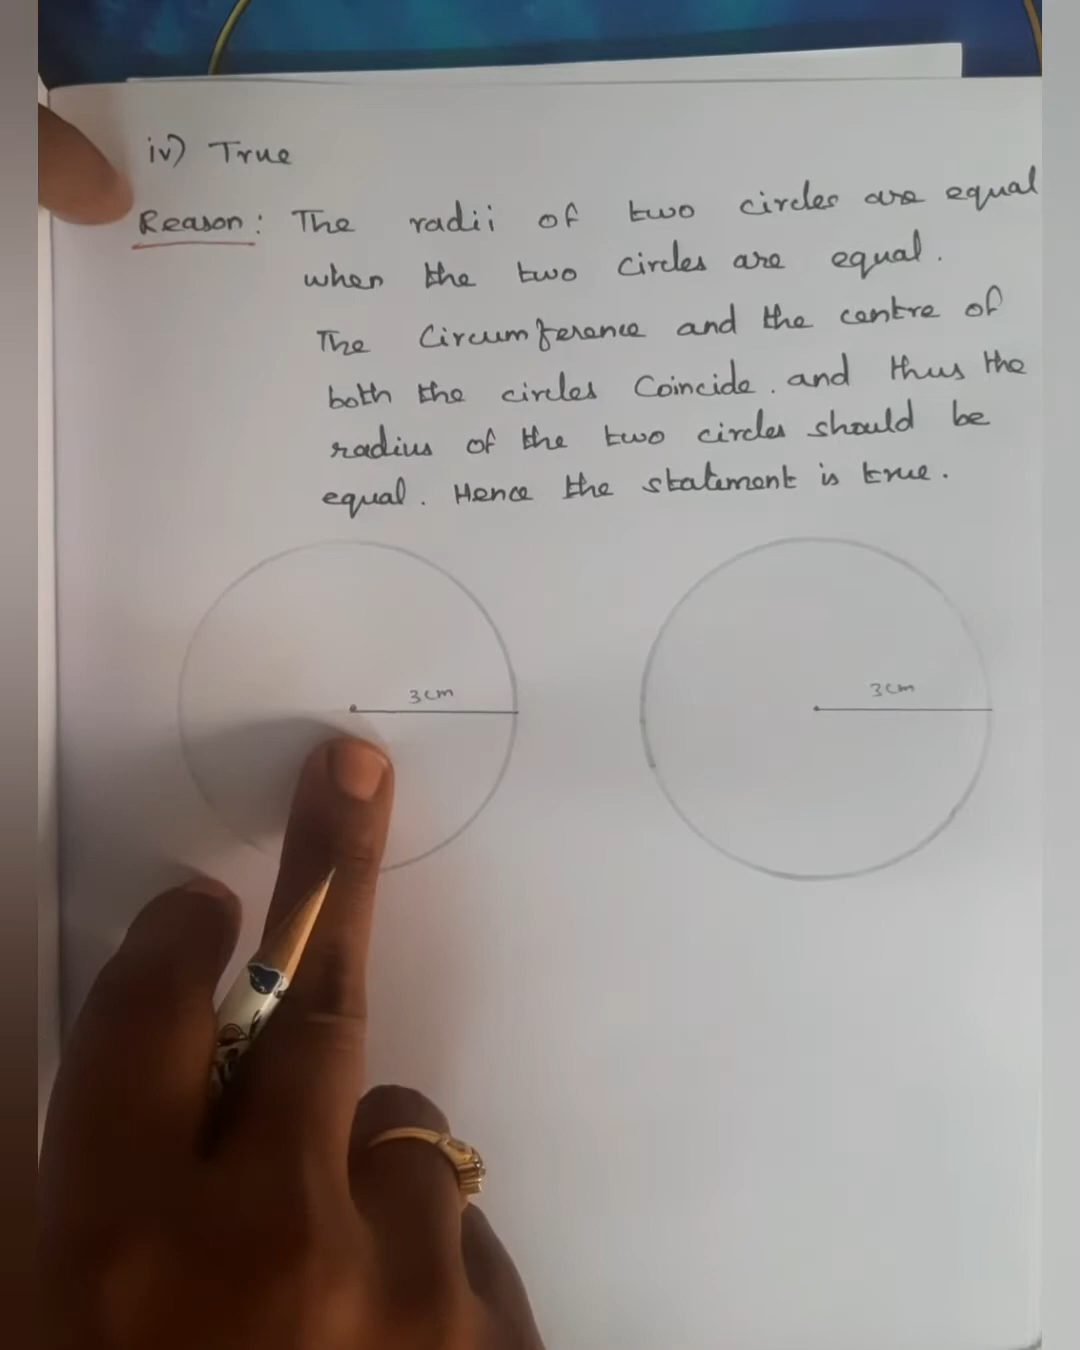 iv) True
Reason: The radii of two circles are equal
when the two circles are equal.
The Circumference and the centre of
both the circles Coincide. and thus the
radius of the two circles should be
equal. Hence the statement is true.
3cm 3cm